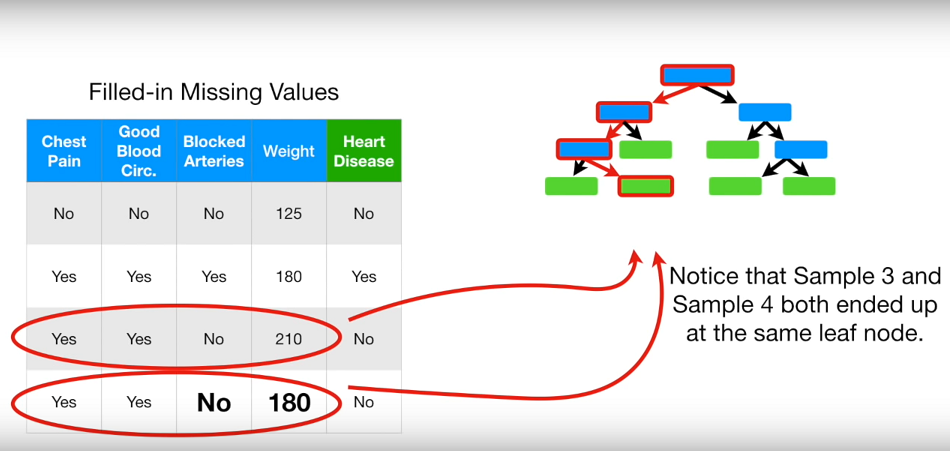 Filled-in Missing Values
Chest
Pain
Good
Blood
Circ.
Blocked
Arteries
Weight
Heart
Disease
No No No 125 No
Yes Yes Yes 180 Yes
Yes Yes No 210 No
Yes Yes No 180 No
Notice that Sample 3 and
Sample 4 both ended up
at the same leaf node.